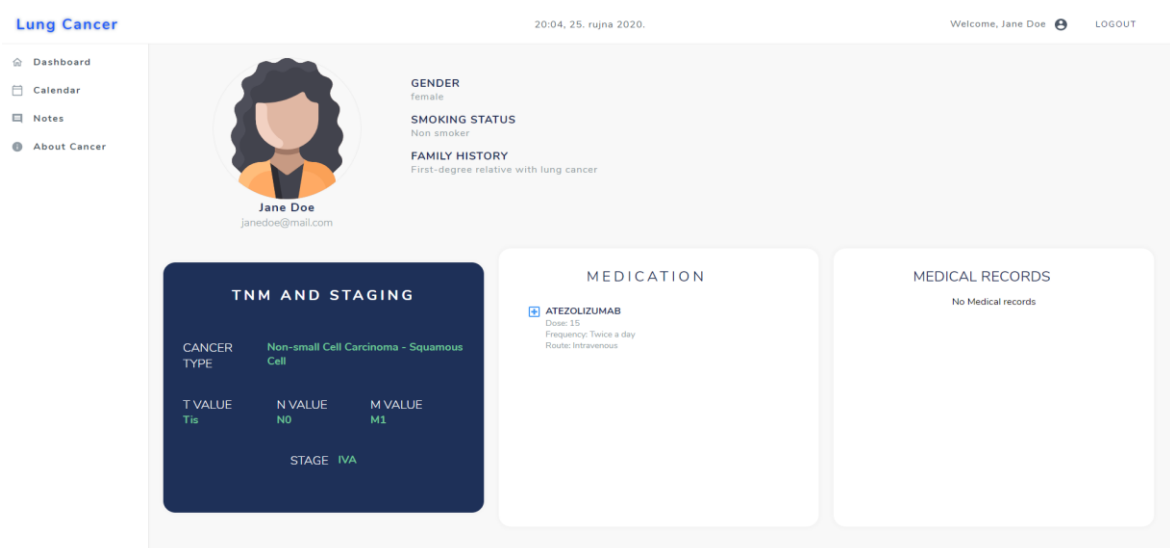 Lung Cancer
20:04, 25. rujna 2020.
Welcome, Jane Doe
LOGOUT
Dashboard
Calendar
Notes
About Cancer
Jane Doe
janedoe@mail.com
GENDER
female
SMOKING STATUS
Non smoker
FAMILY HISTORY
First-degree relative with lung cancer
TNM AND STAGING
CANCER
TYPE
Non-small Cell Carcinoma - Squamous
Cell
T VALUE
Tis
N VALUE
N0
M VALUE
M1
STAGE IVA
MEDICATION
ATEZOLIZUMAB
Dose: 15
Frequency: Twice a day
Route: Intravenous
MEDICAL RECORDS
No Medical records